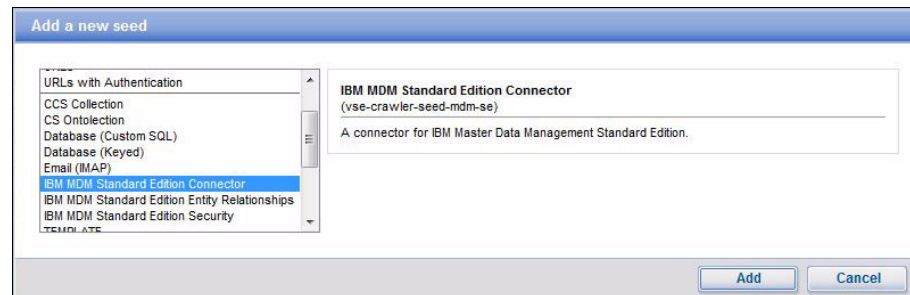 Add a new seed
URLs
URLs with Authentication
CCS Collection
CS Ontolection
Database (Custom SQL)
Database (Keyed)
Email (IMAP)
IBM MDM Standard Edition Connector
IBM MDM Standard Edition Entity Relationships
IBM MDM Standard Edition Security
TEMPLATE
IBM MDM Standard Edition Connector
(vse-crawler-seed-mdm-se)
A connector for IBM Master Data Management Standard Edition.
Add
Cancel